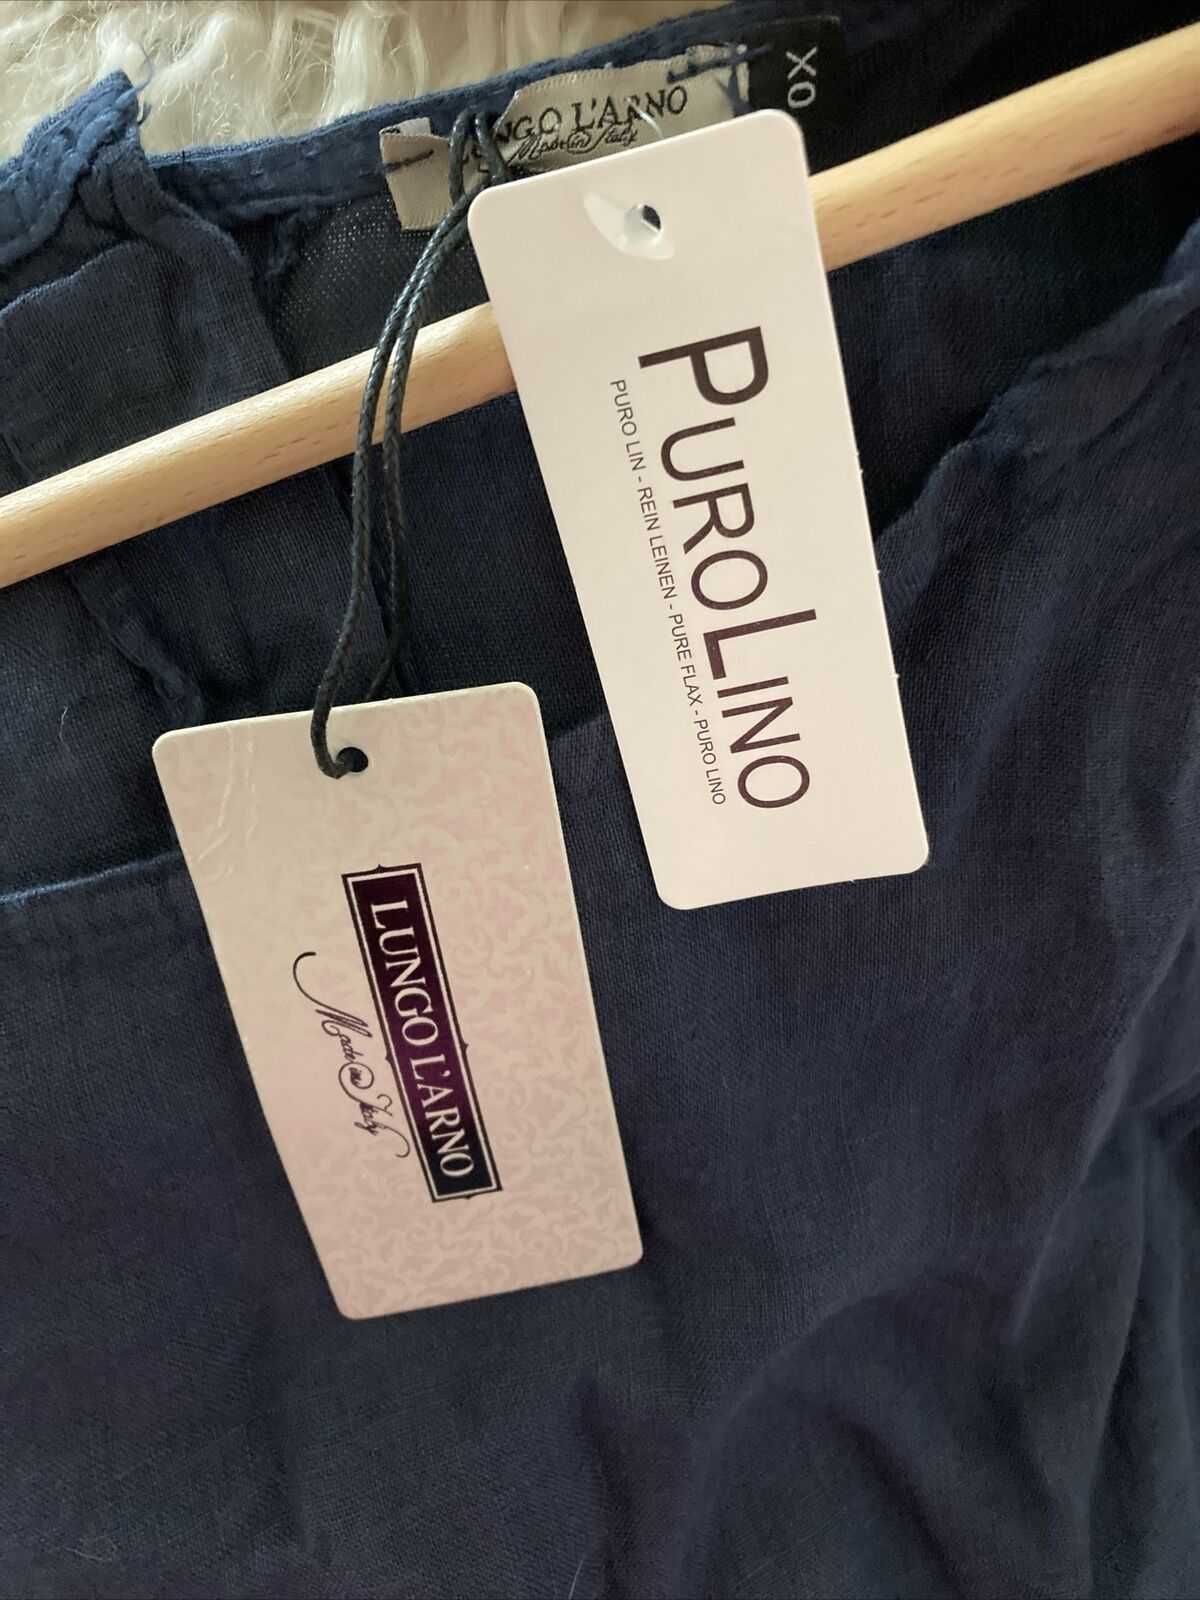 XO
LUNGO L'ARNO
Made in Italy
PUROLINO
PURO LIN - REIN LEINEN - PURE FLAX - PURO LINO
LUNGO L'ARNO
Made in Italy